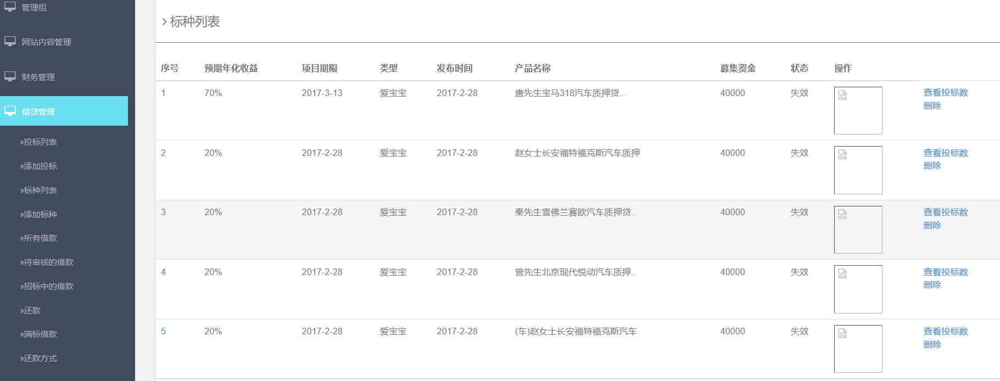 管理组
网站内容管理
财务管理
借贷管理
»投标列表
»添加投标
»标种列表
»添加标种
»所有借款
»待审核的借款
»招标中的借款
»还款
»满标借款
»还款方式
标种列表
序号 预期年化收益 项目期限 类型 发布时间 产品名称 募集资金 状态 操作
1 70% 2017-3-13 爱宝宝 2017-2-28 唐先生宝马318汽车质押贷... 40000 失效 查看投标数
删除
2 20% 2017-2-28 爱宝宝 2017-2-28 赵女士长安福特福克斯汽车质押 40000 失效 查看投标数
删除
3 20% 2017-2-28 爱宝宝 2017-2-28 秦先生雪佛兰赛欧汽车质押贷.. 40000 失效 查看投标数
删除
4 20% 2017-2-28 爱宝宝 2017-2-28 曾先生北京现代悦动汽车质押.. 40000 失效 查看投标数
删除
5 20% 2017-2-28 爱宝宝 2017-2-28 (车)赵女士长安福特福克斯汽车 40000 失效 查看投标数
删除